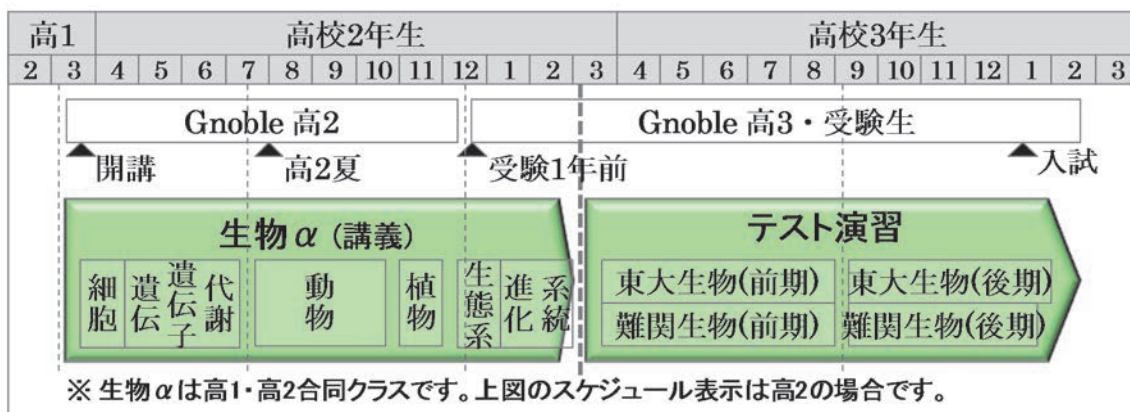 高1 高校2年生 高校3年生
2 3 4 5 6 7 8 9 10 11 12 1 2 3 4 5 6 7 8 9 10 11 12 1 2 3
Gnoble 高2 Gnoble 高3・受験生
開講 高2夏 受験1年前 入試
生物α（講義） テスト演習
細胞 遺伝 遺伝子 代謝 動物 植物 生態系 進化 系統
東大生物(前期) 東大生物(後期)
難関生物(前期) 難関生物(後期)
※ 生物αは高1・高2合同クラスです。上図のスケジュール表示は高2の場合です。